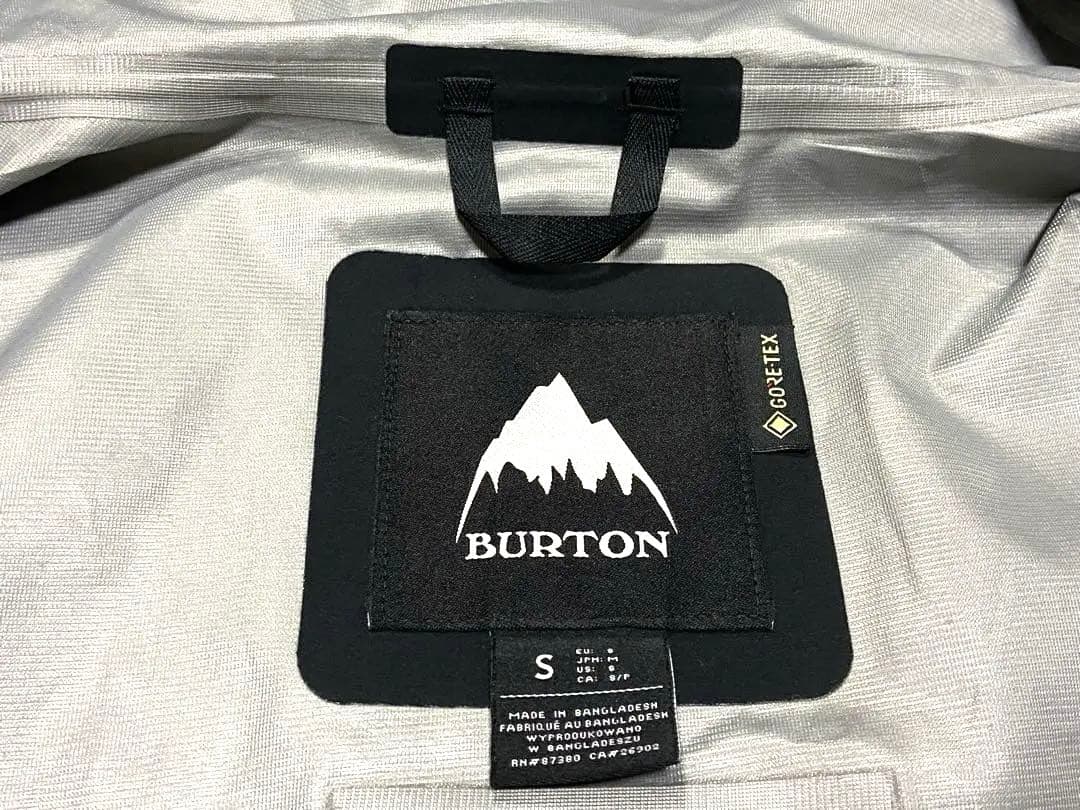 GORE-TEX
BURTON
S
EU: S
JPN: M
US: S
CA: S/P
MADE IN BANGLADESH
FABRIQUÉ AU BANGLADESH
WYPRODUKOWANO
W BANGLADESZU
RN#87380 CA#26902